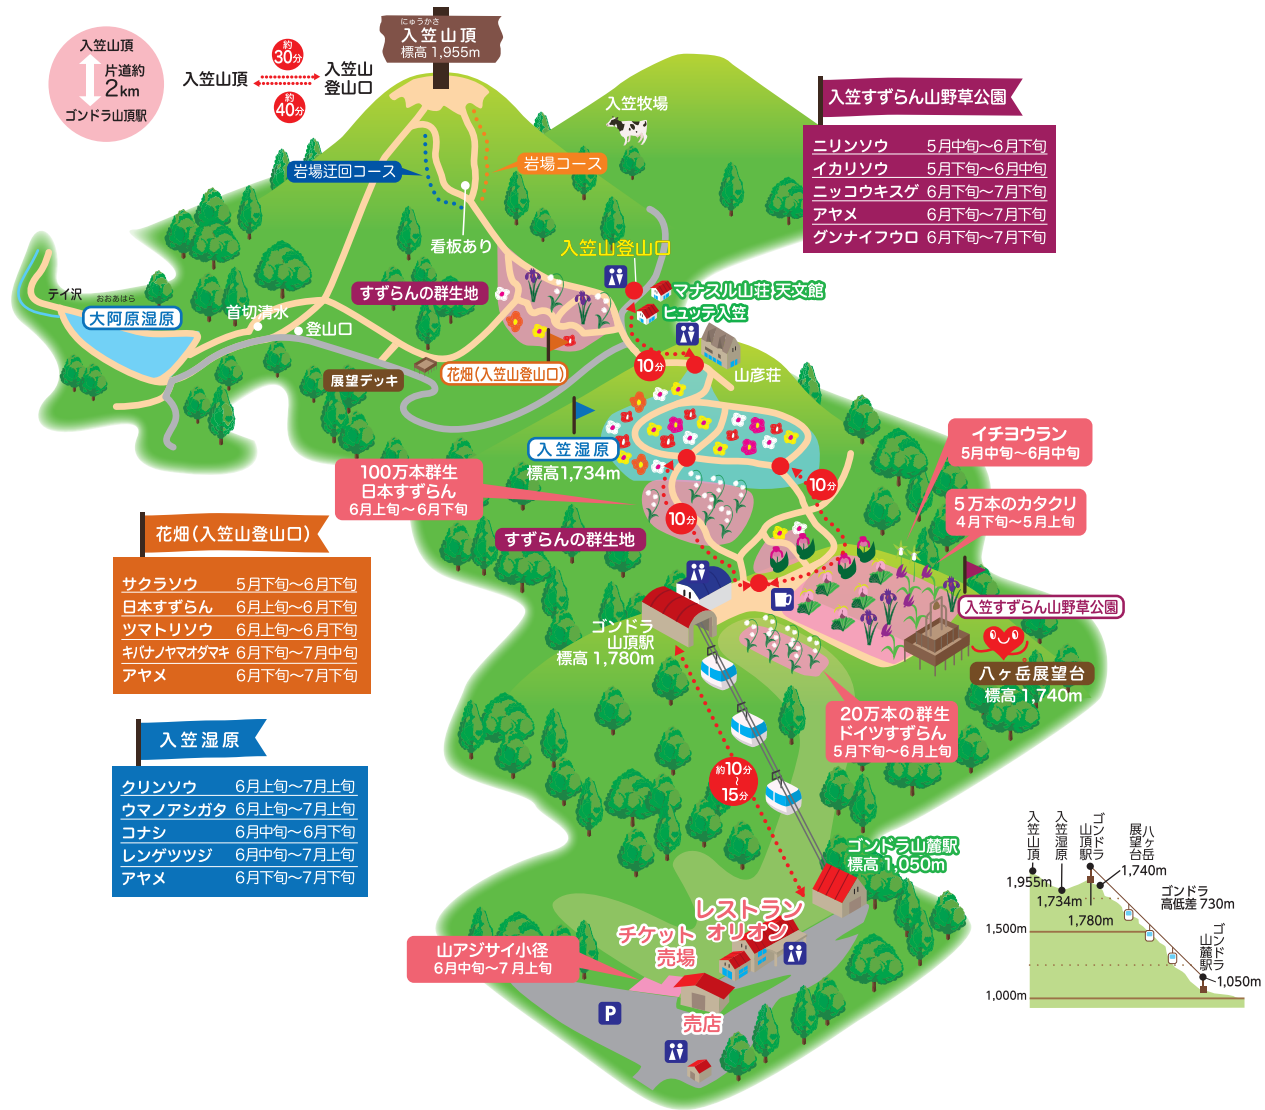 にゅうかさ
入笠山頂
標高 1,955m
入笠山頂
片道約
2km
ゴンドラ山頂駅
約
30分
入笠山頂
入笠山
登山口
約
40分
入笠牧場
岩場迂回コース
岩場コース
看板あり
入笠すずらん山野草公園
ニリンソウ 5月中旬〜6月下旬
イカリソウ 5月下旬〜6月中旬
ニッコウキスゲ 6月下旬〜7月下旬
アヤメ 6月下旬〜7月下旬
グンナイフウロ 6月下旬〜7月下旬
入笠山登山口
マナスル山荘 天文館
ヒュッテ入笠
すずらんの群生地
テイ沢
おおあはら
大阿原湿原
首切清水
登山口
展望デッキ
花畑(入笠山登山口)
10分
山彦荘
入笠湿原
標高1,734m
イチヨウラン
5月中旬〜6月中旬
100万本群生
日本すずらん
6月上旬〜6月下旬
10分
10分
5万本のカタクリ
4月下旬〜5月上旬
すずらんの群生地
花畑(入笠山登山口)
サクラソウ 5月下旬〜6月下旬
日本すずらん 6月上旬〜6月下旬
ツマトリソウ 6月上旬〜6月下旬
キバナノヤマオダマキ 6月下旬〜7月中旬
アヤメ 6月下旬〜7月下旬
入笠すずらん山野草公園
ゴンドラ
山頂駅
標高 1,780m
八ヶ岳展望台
標高 1,740m
20万本の群生
ドイツすずらん
5月下旬〜6月上旬
入笠湿原
クリンソウ 6月上旬〜7月上旬
ウマノアシガタ 6月上旬〜7月上旬
コナシ 6月中旬〜6月下旬
レンゲツツジ 6月中旬〜7月上旬
アヤメ 6月下旬〜7月下旬
約10分
〜
15分
ゴンドラ山麓駅
標高 1,050m
レストラン
オリオン
チケット
売場
山アジサイ小径
6月中旬〜7月上旬
売店
P
入笠山頂
入笠湿原
ゴンドラ
山頂駅
八ヶ岳
展望台
1,955m
1,734m
1,780m
1,740m
ゴンドラ
高低差 730m
1,500m
ゴンドラ
山麓駅
1,050m
1,000m